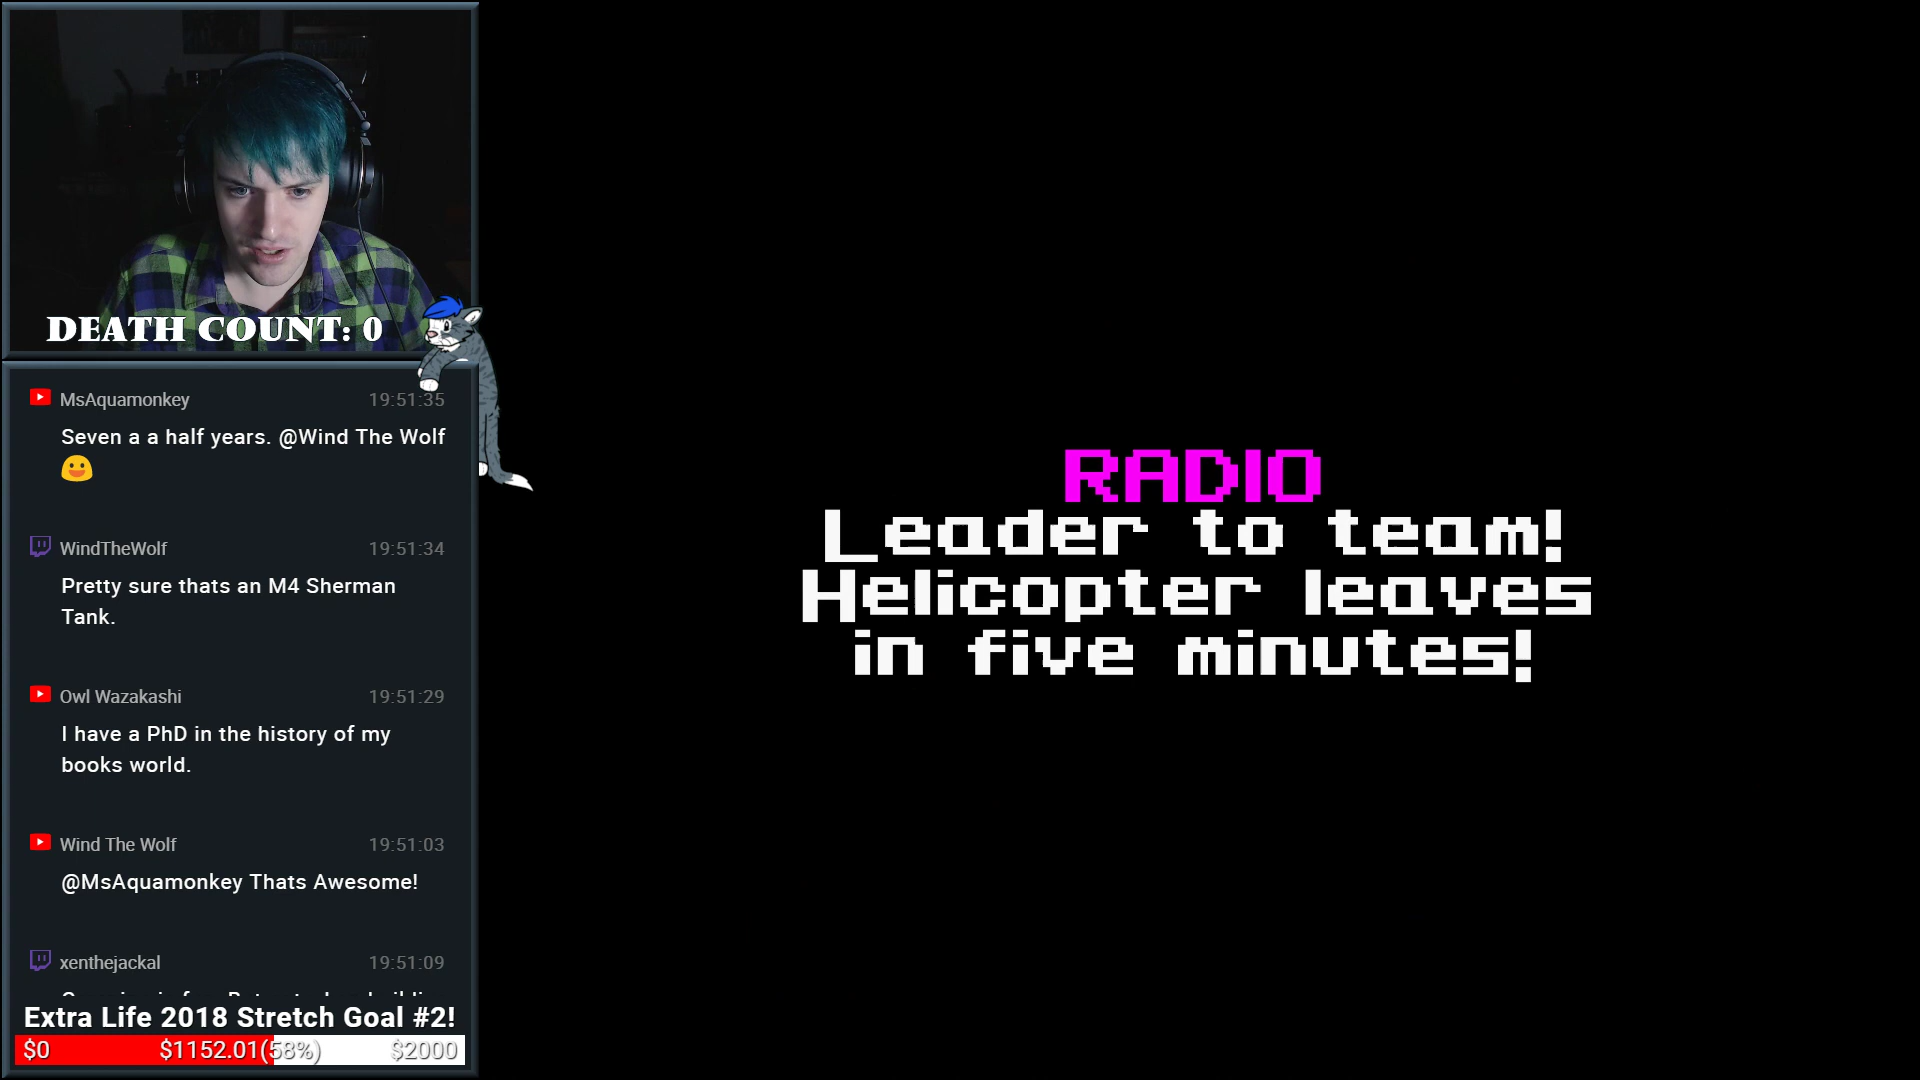 DEATH COUNT: 0
MsAquamonkey 19:51:35
Seven a a half years. @Wind The Wolf
WindTheWolf 19:51:34
Pretty sure thats an M4 Sherman
Tank.
Owl Wazakashi 19:51:29
I have a PhD in the history of my
books world.
Wind The Wolf 19:51:03
@MsAquamonkey Thats Awesome!
xenthejackal 19:51:09
Extra Life 2018 Stretch Goal #2!
$0 $1152.01(58%) $2000
RADIO
Leader to team!
Helicopter leaves
in five minutes!